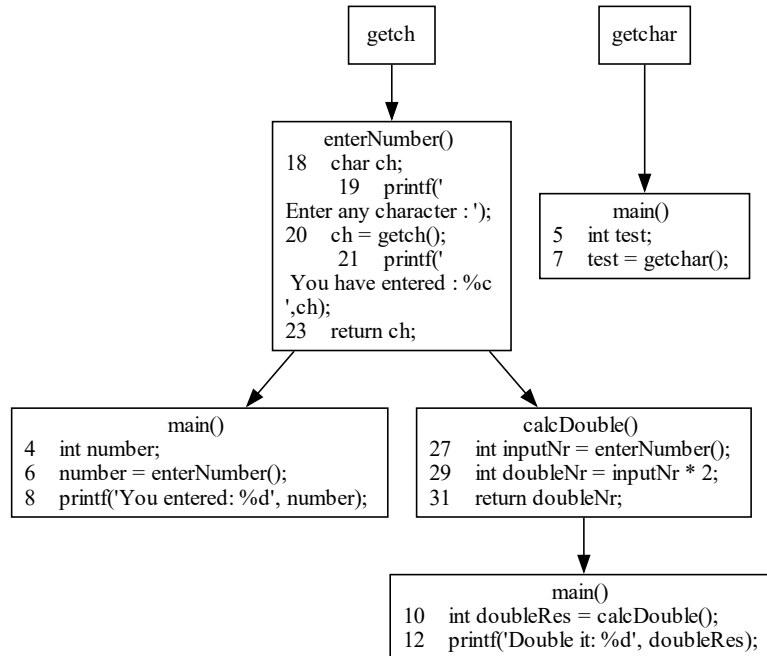 getch
getchar
enterNumber()
18 char ch;
19 printf('
Enter any character : ');
20 ch = getch();
21 printf('
You have entered : %c
',ch);
23 return ch;
main()
5 int test;
7 test = getchar();
main()
4 int number;
6 number = enterNumber();
8 printf('You entered: %d', number);
calcDouble()
27 int inputNr = enterNumber();
29 int doubleNr = inputNr * 2;
31 return doubleNr;
main()
10 int doubleRes = calcDouble();
12 printf('Double it: %d', doubleRes);